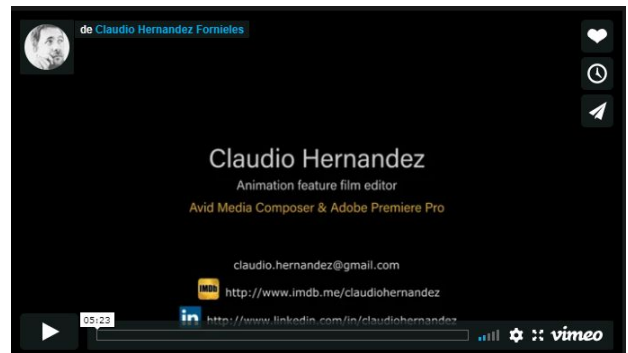 de Claudio Hernandez Fornieles
Claudio Hernandez
Animation feature film editor
Avid Media Composer & Adobe Premiere Pro
claudio.hernandez@gmail.com
IMDb http://www.imdb.me/claudiohernandez
in http://www.linkedin.com/in/claudiohernandez
05:23
vimeo